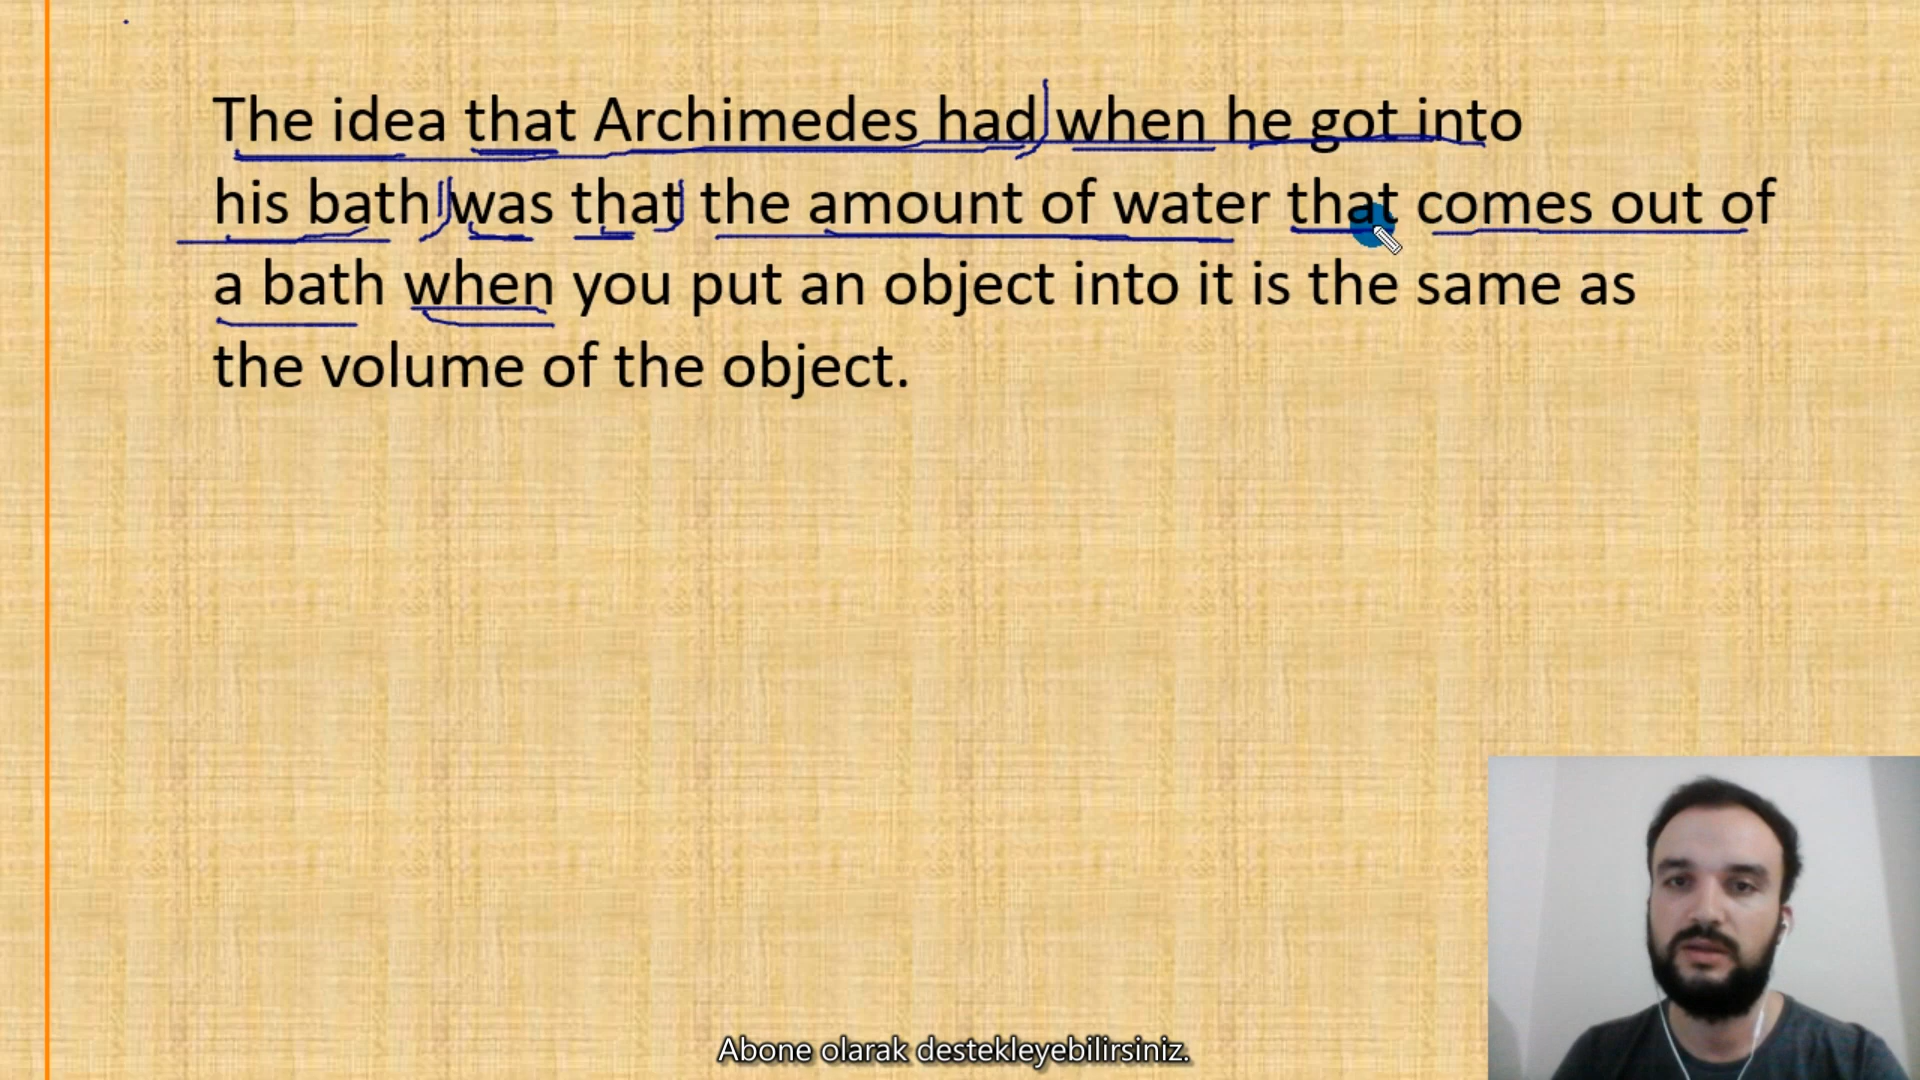 The idea that Archimedes had when he got into
his bath was that the amount of water that comes out of
a bath when you put an object into it is the same as
the volume of the object.
Abone olarak destekleyebilirsiniz.